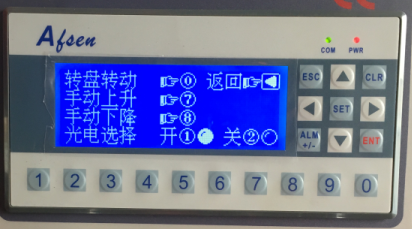 Afsen
COM PWR
转盘转动 ☞⓪ 返回☞◀
手动上升 ☞⑦
手动下降 ☞⑧
光电选择 开① 关②
ESC ▲ CLR
◀ SET ▶
ALM +/- ▼ ENT
1 2 3 4 5 6 7 8 9 0